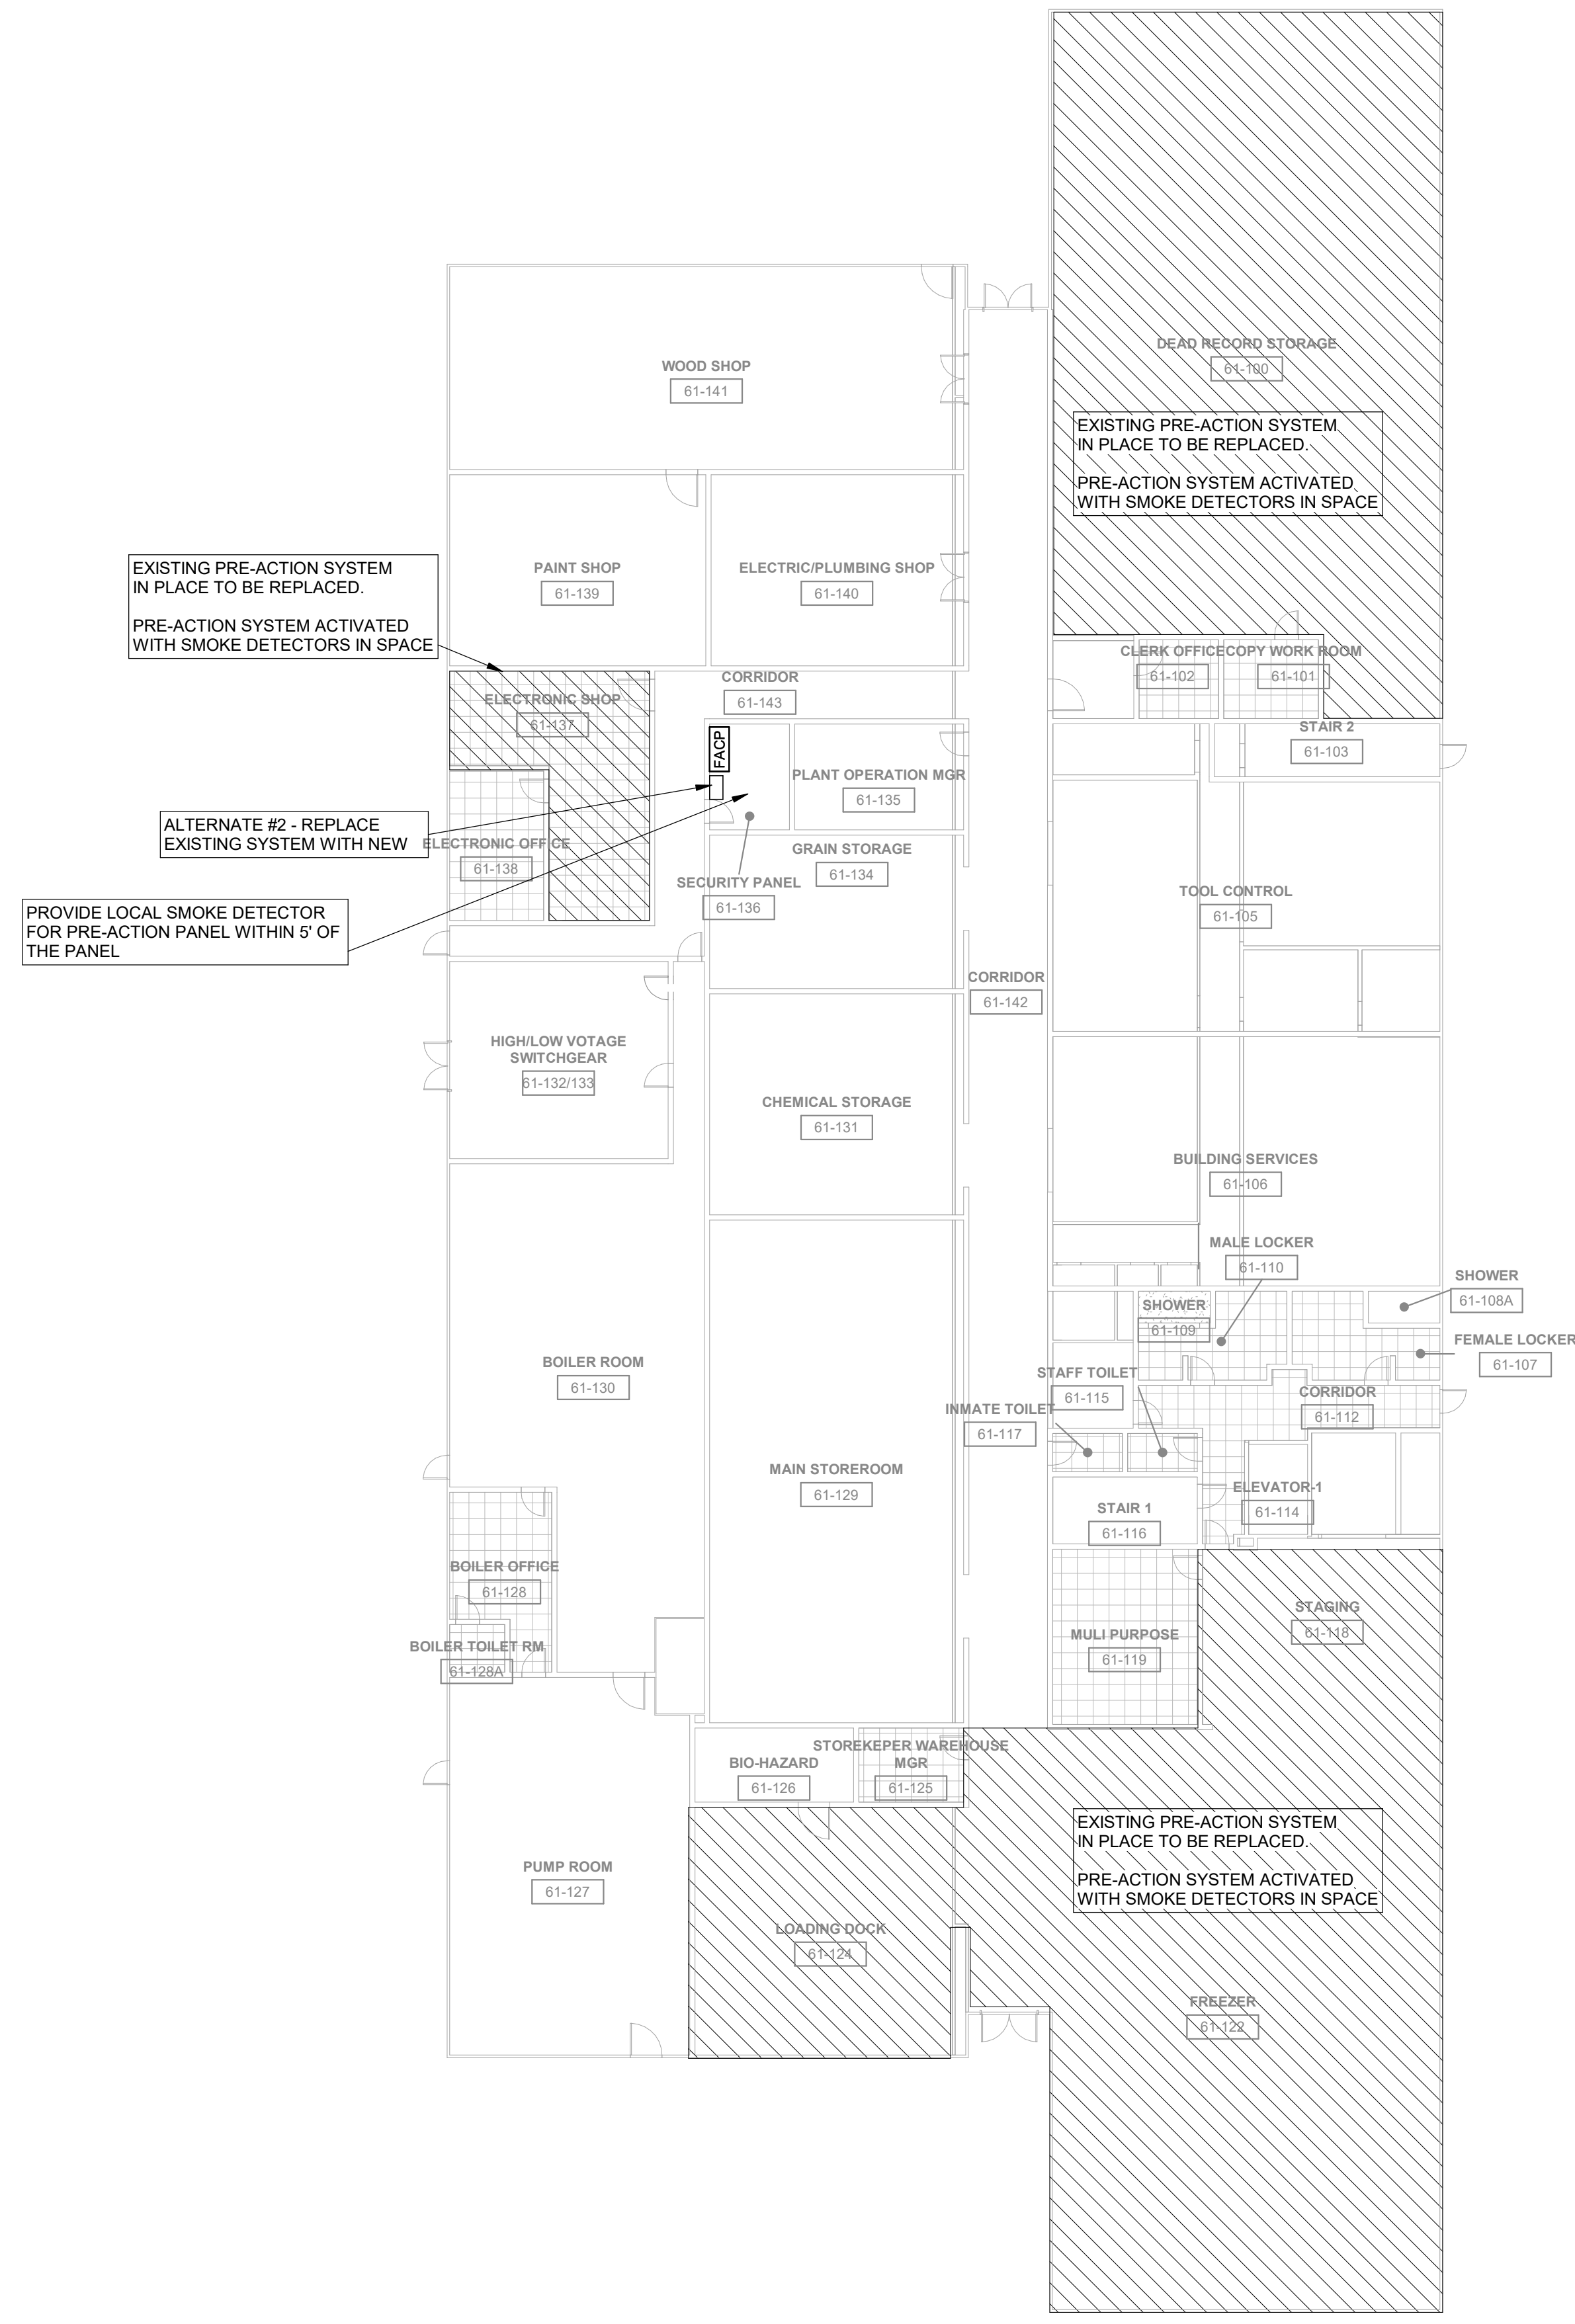 DEAD RECORD STORAGE
61-100
EXISTING PRE-ACTION SYSTEM
IN PLACE TO BE REPLACED.
PRE-ACTION SYSTEM ACTIVATED
WITH SMOKE DETECTORS IN SPACE
WOOD SHOP
61-141
PAINT SHOP
61-139
ELECTRIC/PLUMBING SHOP
61-140
EXISTING PRE-ACTION SYSTEM
IN PLACE TO BE REPLACED.
PRE-ACTION SYSTEM ACTIVATED
WITH SMOKE DETECTORS IN SPACE
CLERK OFFICE
61-102
COPY WORK ROOM
61-101
CORRIDOR
61-143
ELECTRONIC SHOP
61-137
STAIR 2
61-103
FACP
PLANT OPERATION MGR
61-135
ALTERNATE #2 - REPLACE
EXISTING SYSTEM WITH NEW
ELECTRONIC OFFICE
61-138
GRAIN STORAGE
61-134
SECURITY PANEL
61-136
TOOL CONTROL
61-105
PROVIDE LOCAL SMOKE DETECTOR
FOR PRE-ACTION PANEL WITHIN 5' OF
THE PANEL
CORRIDOR
61-142
HIGH/LOW VOTAGE
SWITCHGEAR
61-132/133
CHEMICAL STORAGE
61-131
BUILDING SERVICES
61-106
MALE LOCKER
61-110
SHOWER
61-108A
SHOWER
61-109
FEMALE LOCKER
61-107
BOILER ROOM
61-130
STAFF TOILET
61-115
CORRIDOR
61-112
INMATE TOILET
61-117
MAIN STOREROOM
61-129
ELEVATOR-1
61-114
STAIR 1
61-116
BOILER OFFICE
61-128
STAGING
61-118
MULI PURPOSE
61-119
BOILER TOILET RM
61-128A
STOREKEPER WAREHOUSE
MGR
61-125
BIO-HAZARD
61-126
EXISTING PRE-ACTION SYSTEM
IN PLACE TO BE REPLACED.
PRE-ACTION SYSTEM ACTIVATED
WITH SMOKE DETECTORS IN SPACE
PUMP ROOM
61-127
LOADING DOCK
61-124
FREEZER
61-122